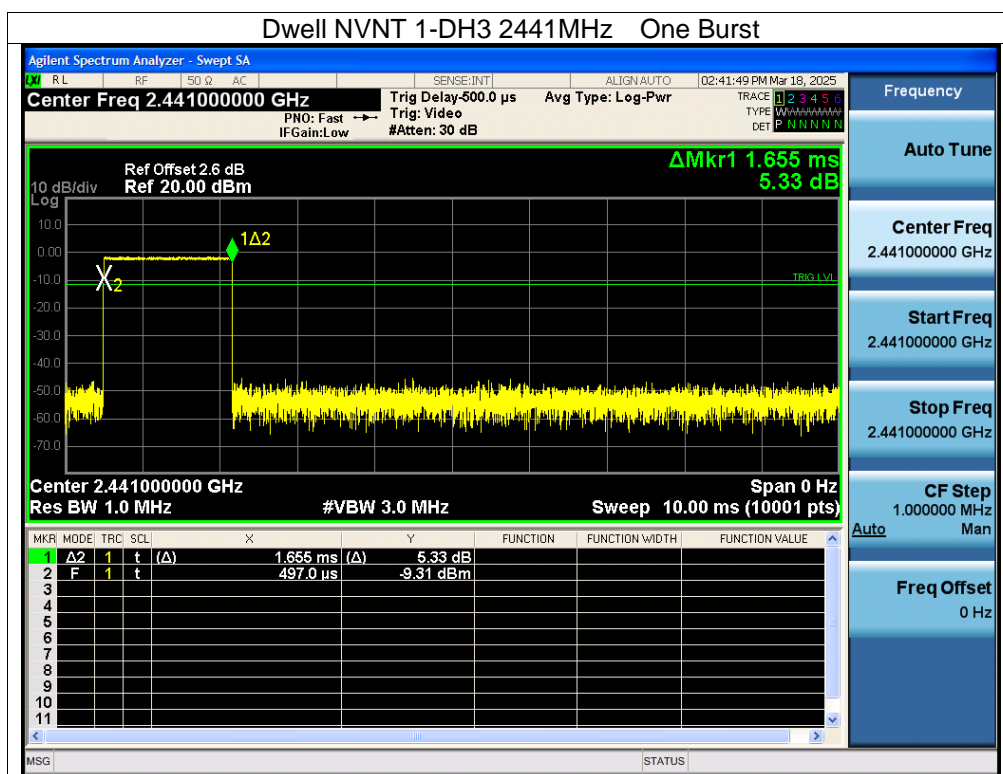 Dwell NVNT 1-DH3 2441MHz One Burst
Agilent Spectrum Analyzer - Swept SA
LXI RL RF 50 Ω AC SENSE:INT ALIGN AUTO 02:41:49 PM Mar 18, 2025
Center Freq 2.441000000 GHz Trig Delay-500.0 µs Avg Type: Log-Pwr TRACE 1 2 3 4 5 6
PNO: Fast Trig: Video TYPE WWWWWW
IFGain:Low #Atten: 30 dB DET P N N N N N
Frequency
Auto Tune
Center Freq
2.441000000 GHz
Start Freq
2.441000000 GHz
Stop Freq
2.441000000 GHz
CF Step
1.000000 MHz
Auto Man
Freq Offset
0 Hz
ΔMkr1 1.655 ms
5.33 dB
Ref Offset 2.6 dB
10 dB/div Ref 20.00 dBm
Log
10.0
0.00
-10.0
-20.0
-30.0
-40.0
-50.0
-60.0
-70.0
1Δ2
X2
TRIG LVL
Center 2.441000000 GHz Span 0 Hz
Res BW 1.0 MHz #VBW 3.0 MHz Sweep 10.00 ms (10001 pts)
MKR MODE TRC SCL X Y FUNCTION FUNCTION WIDTH FUNCTION VALUE
1 Δ2 1 t (Δ) 1.655 ms (Δ) 5.33 dB
2 F 1 t 497.0 µs -9.31 dBm
3
4
5
6
7
8
9
10
11
MSG STATUS